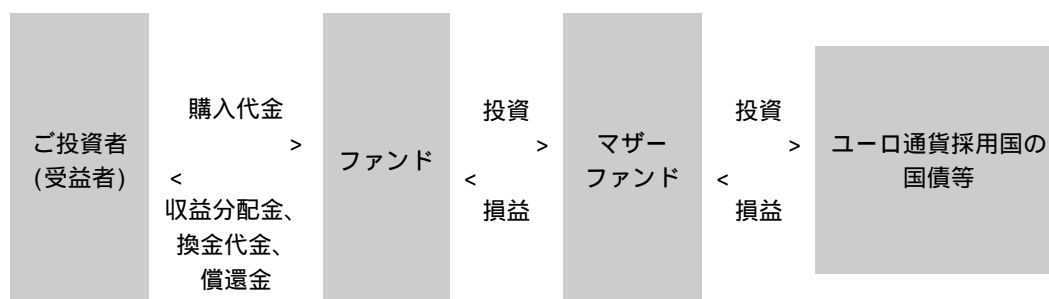 ご投資者
(受益者)
購入代金
>
<
収益分配金、
換金代金、
償還金
ファンド
投資
>
<
損益
マザー
ファンド
投資
>
<
損益
ユーロ通貨採用国の
国債等